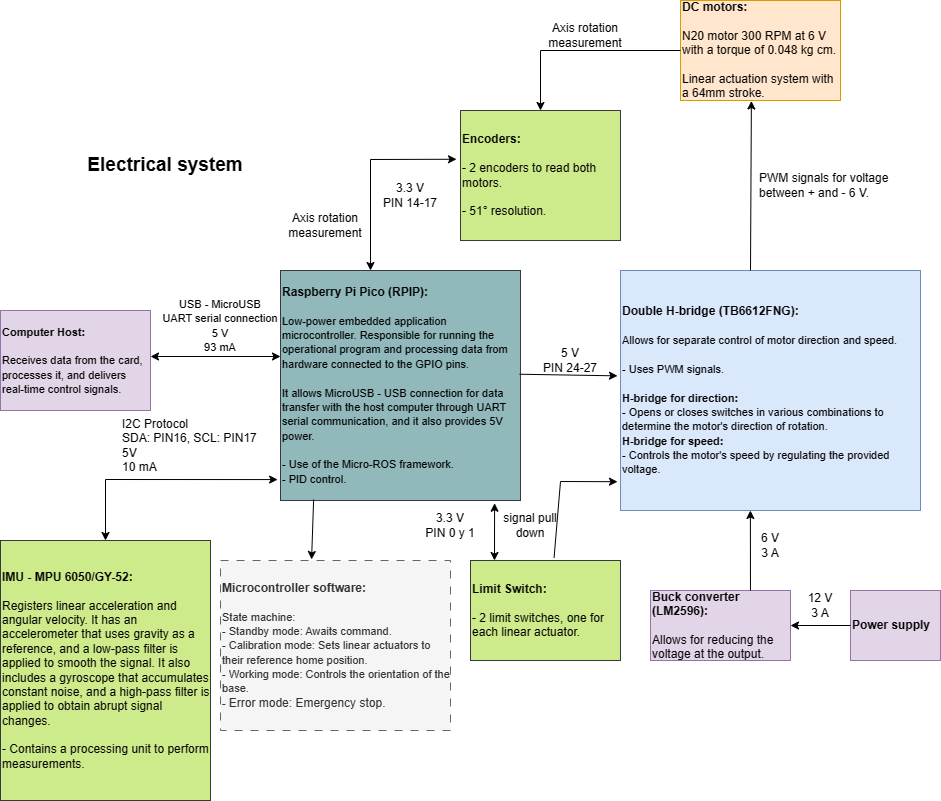 DC motors:
N20 motor 300 RPM at 6 V
with a torque of 0.048 kg cm.
Linear actuation system with
a 64mm stroke.
Axis rotation
measurement
Encoders:
- 2 encoders to read both
motors.
- 51° resolution.
Electrical system
3.3 V
PIN 14-17
Axis rotation
measurement
PWM signals for voltage
between + and - 6 V.
Raspberry Pi Pico (RPIP):
Low-power embedded application
microcontroller. Responsible for running the
operational program and processing data from
hardware connected to the GPIO pins.
It allows MicroUSB - USB connection for data
transfer with the host computer through UART
serial communication, and it also provides 5V
power.
- Use of the Micro-ROS framework.
- PID control.
USB - MicroUSB
UART serial connection
5 V
93 mA
Computer Host:
Receives data from the card,
processes it, and delivers
real-time control signals.
5 V
PIN 24-27
Double H-bridge (TB6612FNG):
Allows for separate control of motor direction and speed.
- Uses PWM signals.
H-bridge for direction:
- Opens or closes switches in various combinations to
determine the motor's direction of rotation.
H-bridge for speed:
- Controls the motor's speed by regulating the provided
voltage.
I2C Protocol
SDA: PIN16, SCL: PIN17
5V
10 mA
3.3 V
PIN 0 y 1
signal pull
down
6 V
3 A
IMU - MPU 6050/GY-52:
Registers linear acceleration and
angular velocity. It has an
accelerometer that uses gravity as a
reference, and a low-pass filter is
applied to smooth the signal. It also
includes a gyroscope that accumulates
constant noise, and a high-pass filter is
applied to obtain abrupt signal
changes.
- Contains a processing unit to perform
measurements.
Microcontroller software:
State machine:
- Standby mode: Awaits command.
- Calibration mode: Sets linear actuators to
their reference home position.
- Working mode: Controls the orientation of the
base.
- Error mode: Emergency stop.
Limit Switch:
- 2 limit switches, one for
each linear actuator.
Buck converter
(LM2596):
Allows for reducing the
voltage at the output.
12 V
3 A
Power supply